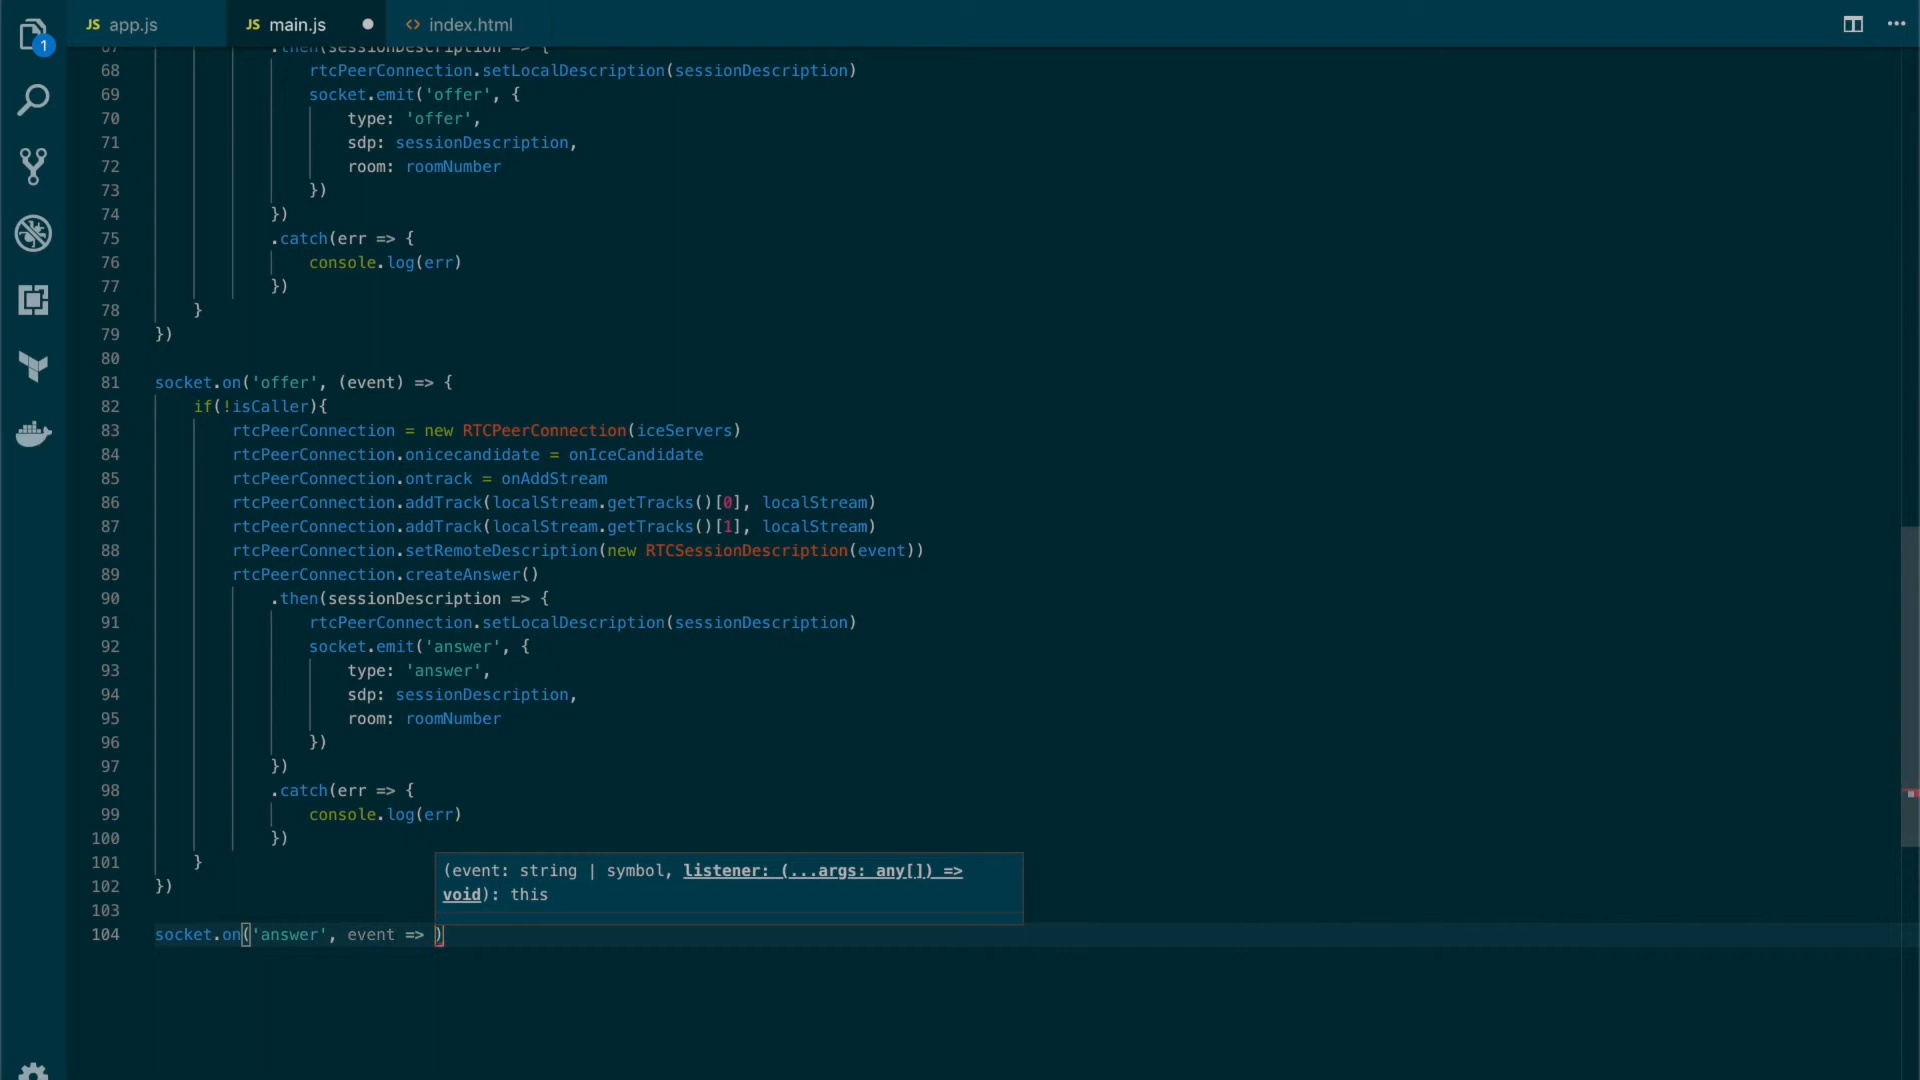 1
JS app.js
JS main.js
<> index.html
67 .then(sessionDescription => {
68 rtcPeerConnection.setLocalDescription(sessionDescription)
69 socket.emit('offer', {
70 type: 'offer',
71 sdp: sessionDescription,
72 room: roomNumber
73 })
74 })
75 .catch(err => {
76 console.log(err)
77 })
78 }
79 })
80
81 socket.on('offer', (event) => {
82 if(!isCaller){
83 rtcPeerConnection = new RTCPeerConnection(iceServers)
84 rtcPeerConnection.onicecandidate = onIceCandidate
85 rtcPeerConnection.ontrack = onAddStream
86 rtcPeerConnection.addTrack(localStream.getTracks()[0], localStream)
87 rtcPeerConnection.addTrack(localStream.getTracks()[1], localStream)
88 rtcPeerConnection.setRemoteDescription(new RTCSessionDescription(event))
89 rtcPeerConnection.createAnswer()
90 .then(sessionDescription => {
91 rtcPeerConnection.setLocalDescription(sessionDescription)
92 socket.emit('answer', {
93 type: 'answer',
94 sdp: sessionDescription,
95 room: roomNumber
96 })
97 })
98 .catch(err => {
99 console.log(err)
100 })
101 }
(event: string | symbol, listener: (...args: any[]) =>
void): this
102 })
103
104 socket.on('answer', event => )